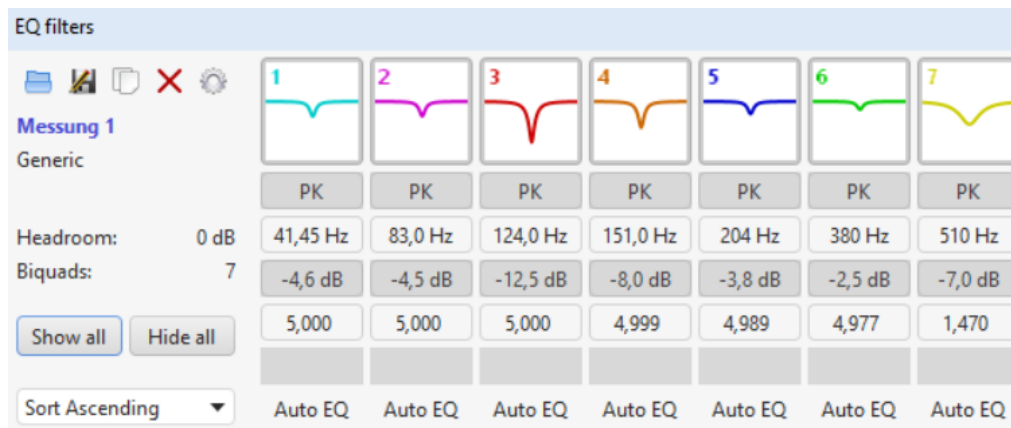 EQ filters
1 2 3 4 5 6 7
Messung 1
Generic
PK PK PK PK PK PK PK
Headroom: 0 dB
41,45 Hz 83,0 Hz 124,0 Hz 151,0 Hz 204 Hz 380 Hz 510 Hz
Biquads: 7
-4,6 dB -4,5 dB -12,5 dB -8,0 dB -3,8 dB -2,5 dB -7,0 dB
Show all Hide all
5,000 5,000 5,000 4,999 4,989 4,977 1,470
Sort Ascending
Auto EQ Auto EQ Auto EQ Auto EQ Auto EQ Auto EQ Auto EQ